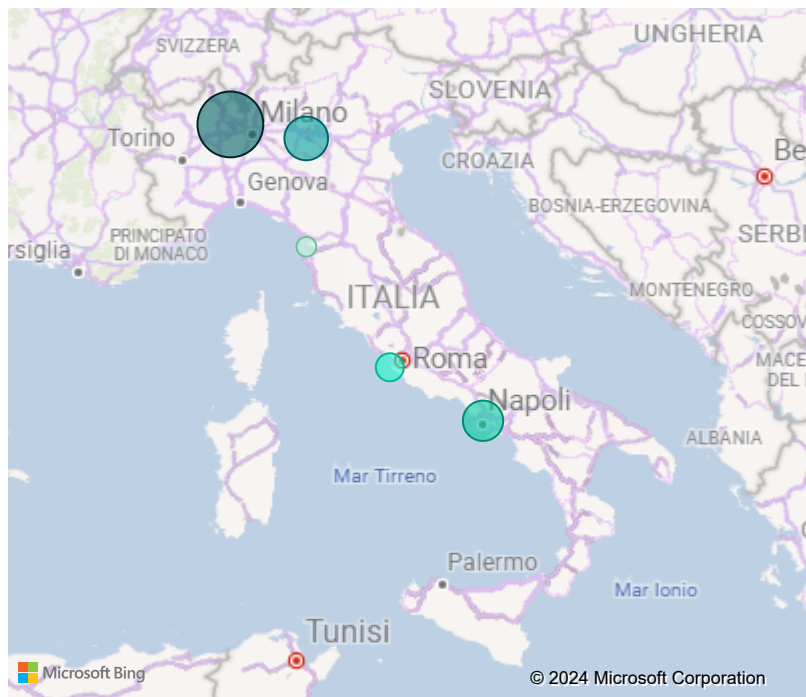 UNGHERIA
SVIZZERA
SLOVENIA
Milano
Torino
Be
CROAZIA
Genova
BOSNIA-ERZEGOVINA
PRINCIPATO
DI MONACO
rsiglia
SERBI
MONTENEGRO
ITALIA
COSSOV
Roma
MACE
DEL
Napoli
ALBANIA
Mar Tirreno
Palermo
Mar Ionio
Tunisi
Microsoft Bing
© 2024 Microsoft Corporation